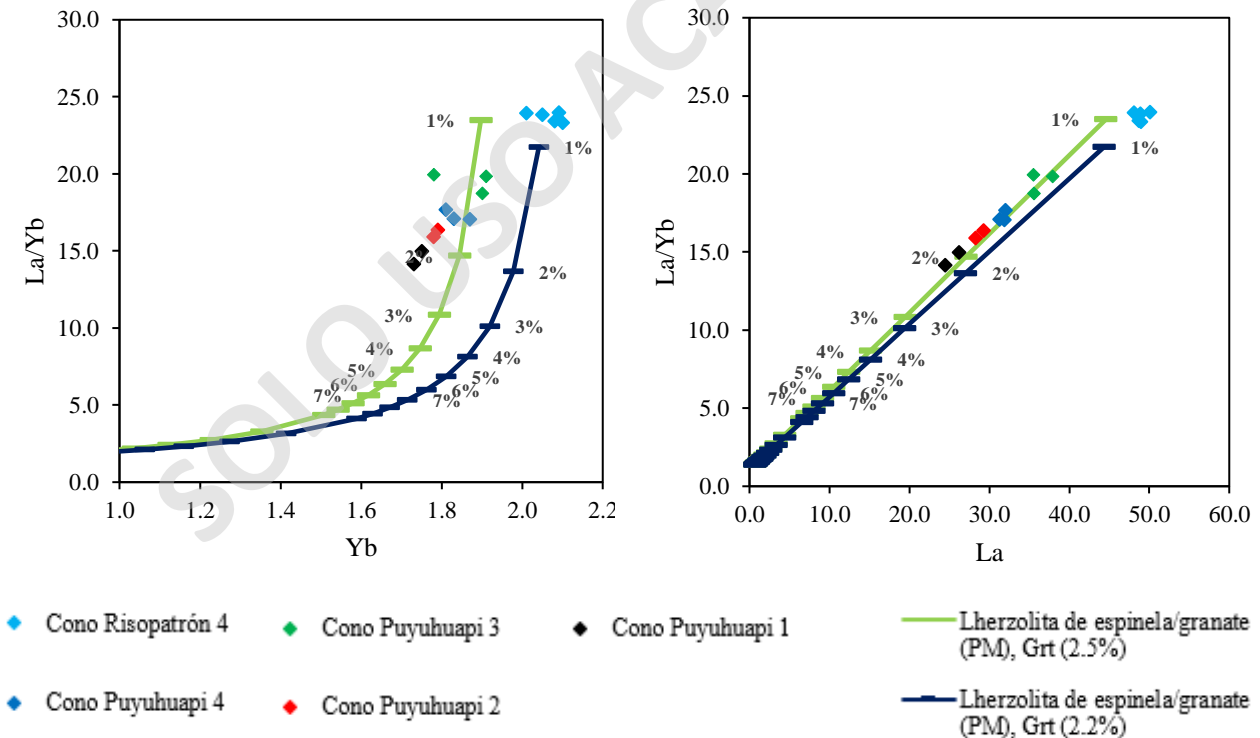 SOLO USO ACA
30.0
25.0
20.0
15.0
10.0
5.0
0.0
La/Yb
1.0 1.2 1.4 1.6 1.8 2.0 2.2
Yb
1%
2%
3%
4%
5%
6%
7%
1%
2%
3%
4%
5%
6%
7%
30.0
25.0
20.0
15.0
10.0
5.0
0.0
La/Yb
0.0 10.0 20.0 30.0 40.0 50.0 60.0
La
1%
2%
3%
4%
5%
6%
7%
1%
2%
3%
4%
5%
6%
7%
Cono Risopatrón 4
Cono Puyuhuapi 3
Cono Puyuhuapi 1
Lherzolita de espinela/granate
(PM), Grt (2.5%)
Cono Puyuhuapi 4
Cono Puyuhuapi 2
Lherzolita de espinela/granate
(PM), Grt (2.2%)